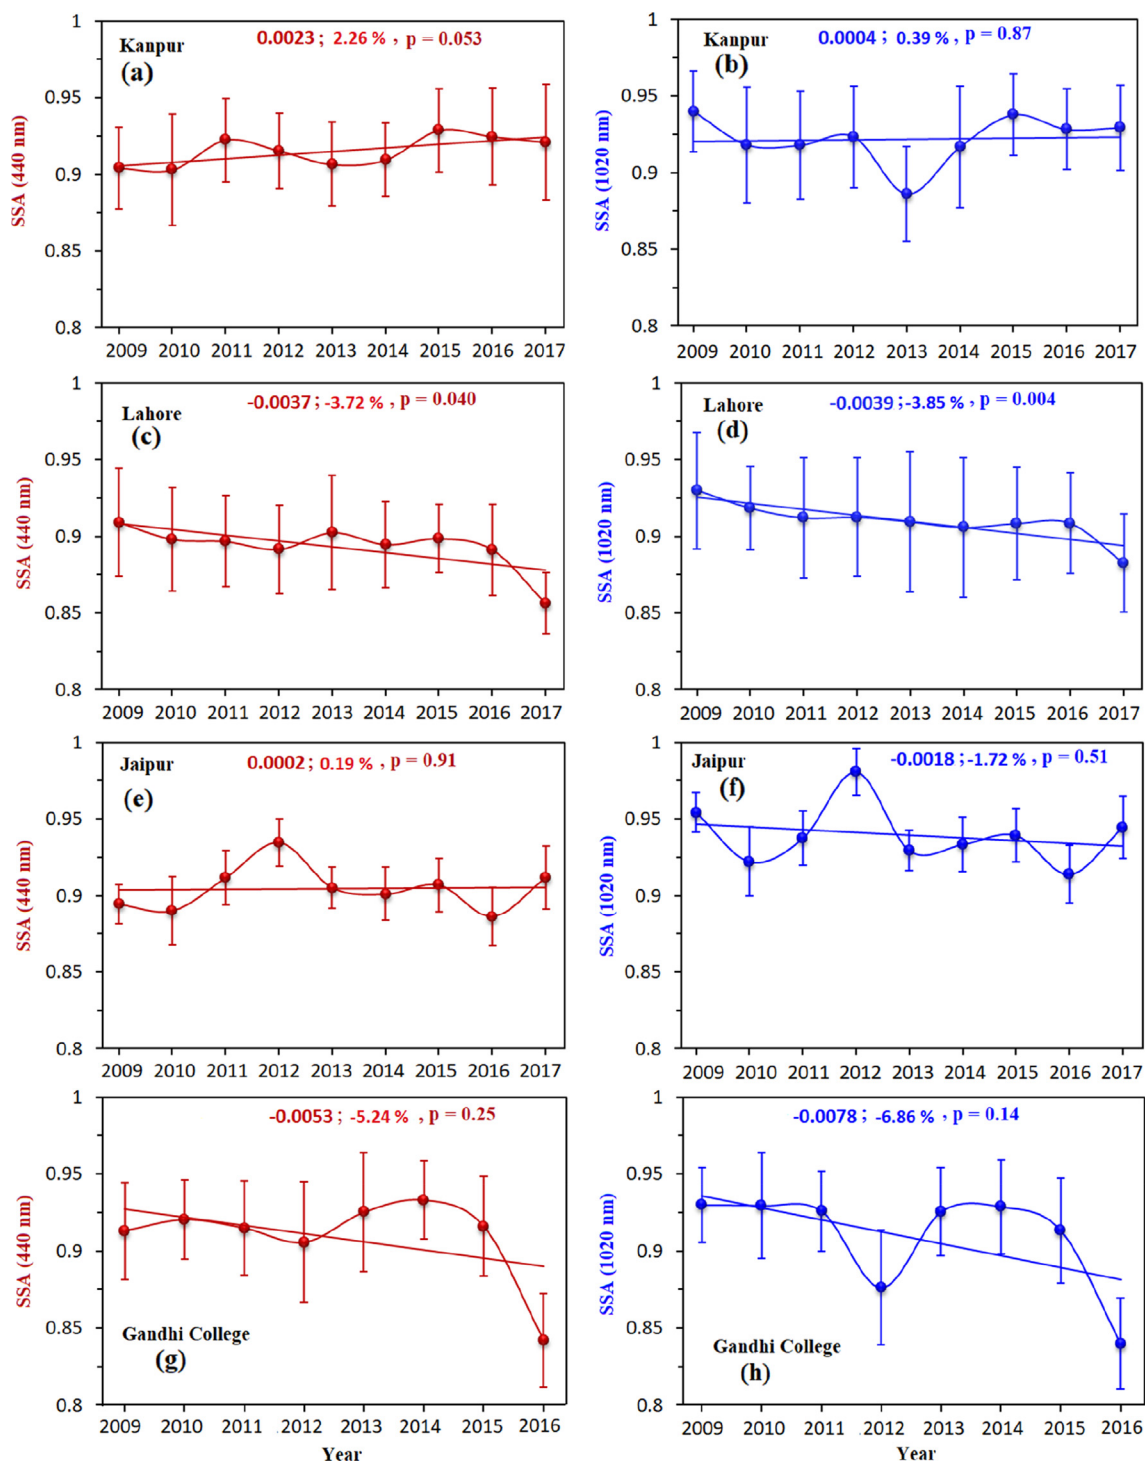 0.0023; 2.26 %, p = 0.053
Kanpur
(a)
SSA (440 nm)
1
0.95
0.9
0.85
0.8
2009 2010 2011 2012 2013 2014 2015 2016 2017
0.0004; 0.39 %, p = 0.87
Kanpur
(b)
SSA (1020 nm)
1
0.95
0.9
0.85
0.8
2009 2010 2011 2012 2013 2014 2015 2016 2017
-0.0037; -3.72 %, p = 0.040
Lahore
(c)
SSA (440 nm)
1
0.95
0.9
0.85
0.8
2009 2010 2011 2012 2013 2014 2015 2016 2017
-0.0039; -3.85 %, p = 0.004
Lahore
(d)
SSA (1020 nm)
1
0.95
0.9
0.85
0.8
2009 2010 2011 2012 2013 2014 2015 2016 2017
0.0002; 0.19 %, p = 0.91
Jaipur
(e)
SSA (440 nm)
1
0.95
0.9
0.85
0.8
2009 2010 2011 2012 2013 2014 2015 2016 2017
-0.0018; -1.72 %, p = 0.51
Jaipur
(f)
SSA (1020 nm)
1
0.95
0.9
0.85
0.8
2009 2010 2011 2012 2013 2014 2015 2016 2017
-0.0053; -5.24 %, p = 0.25
SSA (440 nm)
1
0.95
0.9
0.85
0.8
Gandhi College
(g)
2009 2010 2011 2012 2013 2014 2015 2016
Year
-0.0078; -6.86 %, p = 0.14
SSA (1020 nm)
1
0.95
0.9
0.85
0.8
Gandhi College
(h)
2009 2010 2011 2012 2013 2014 2015 2016
Year